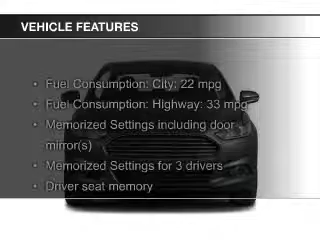 VEHICLE FEATURES
• Fuel Consumption: City: 22 mpg
• Fuel Consumption: Highway: 33 mpg
• Memorized Settings including door
mirror(s)
• Memorized Settings for 3 drivers
• Driver seat memory